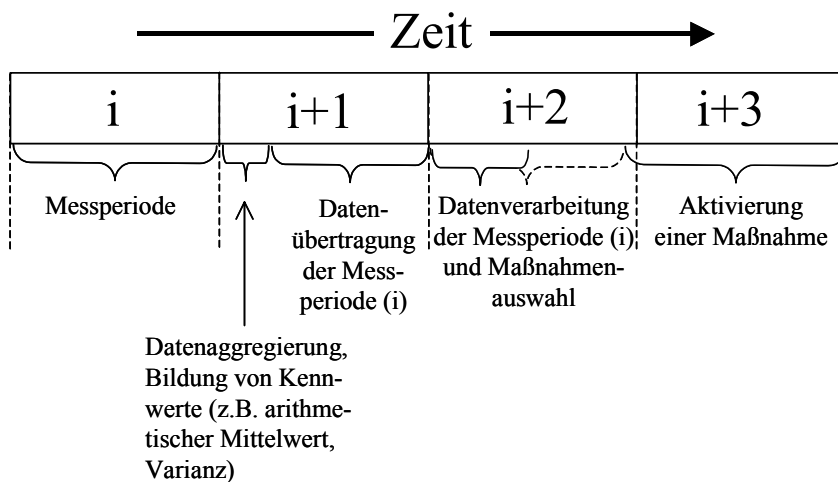 Zeit
i
i+1
i+2
i+3
Messperiode
Daten-
übertragung
der Mess-
periode (i)
Datenverarbeitung
der Messperiode (i)
und Maßnahmen-
auswahl
Aktivierung
einer Maßnahme
Datenaggregierung,
Bildung von Kenn-
werte (z.B. arithme-
tischer Mittelwert,
Varianz)